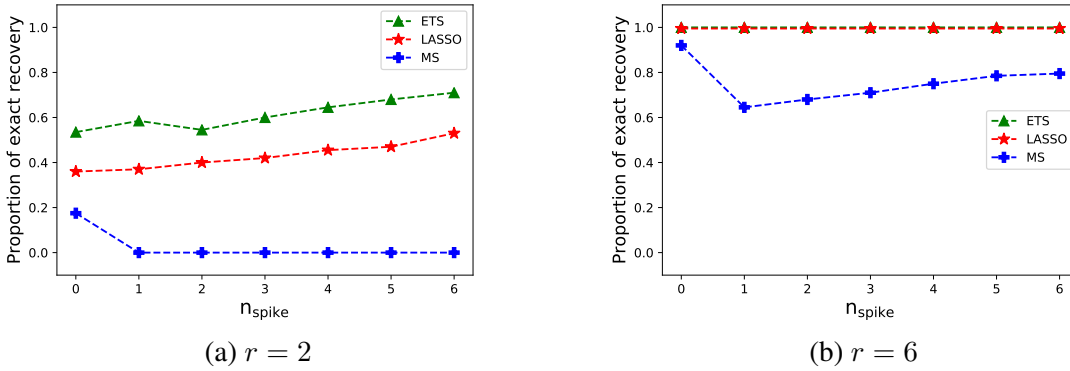 Proportion of exact recovery
1.0
0.8
0.6
0.4
0.2
0.0
ETS
LASSO
MS
0 1 2 3 4 5 6
n_spike
(a) r = 2
Proportion of exact recovery
1.0
0.8
0.6
0.4
0.2
0.0
ETS
LASSO
MS
0 1 2 3 4 5 6
n_spike
(b) r = 6